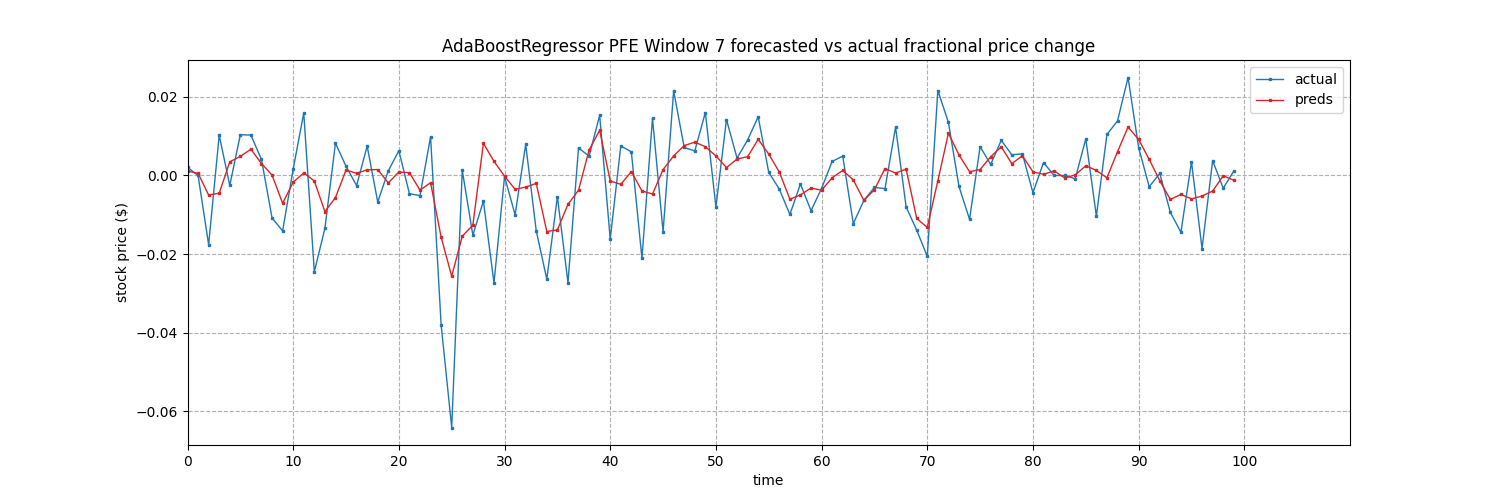 AdaBoostRegressor PFE Window 7 forecasted vs actual fractional price change
actual
preds
stock price ($)
0.02
0.00
−0.02
−0.04
−0.06
0 10 20 30 40 50 60 70 80 90 100
time